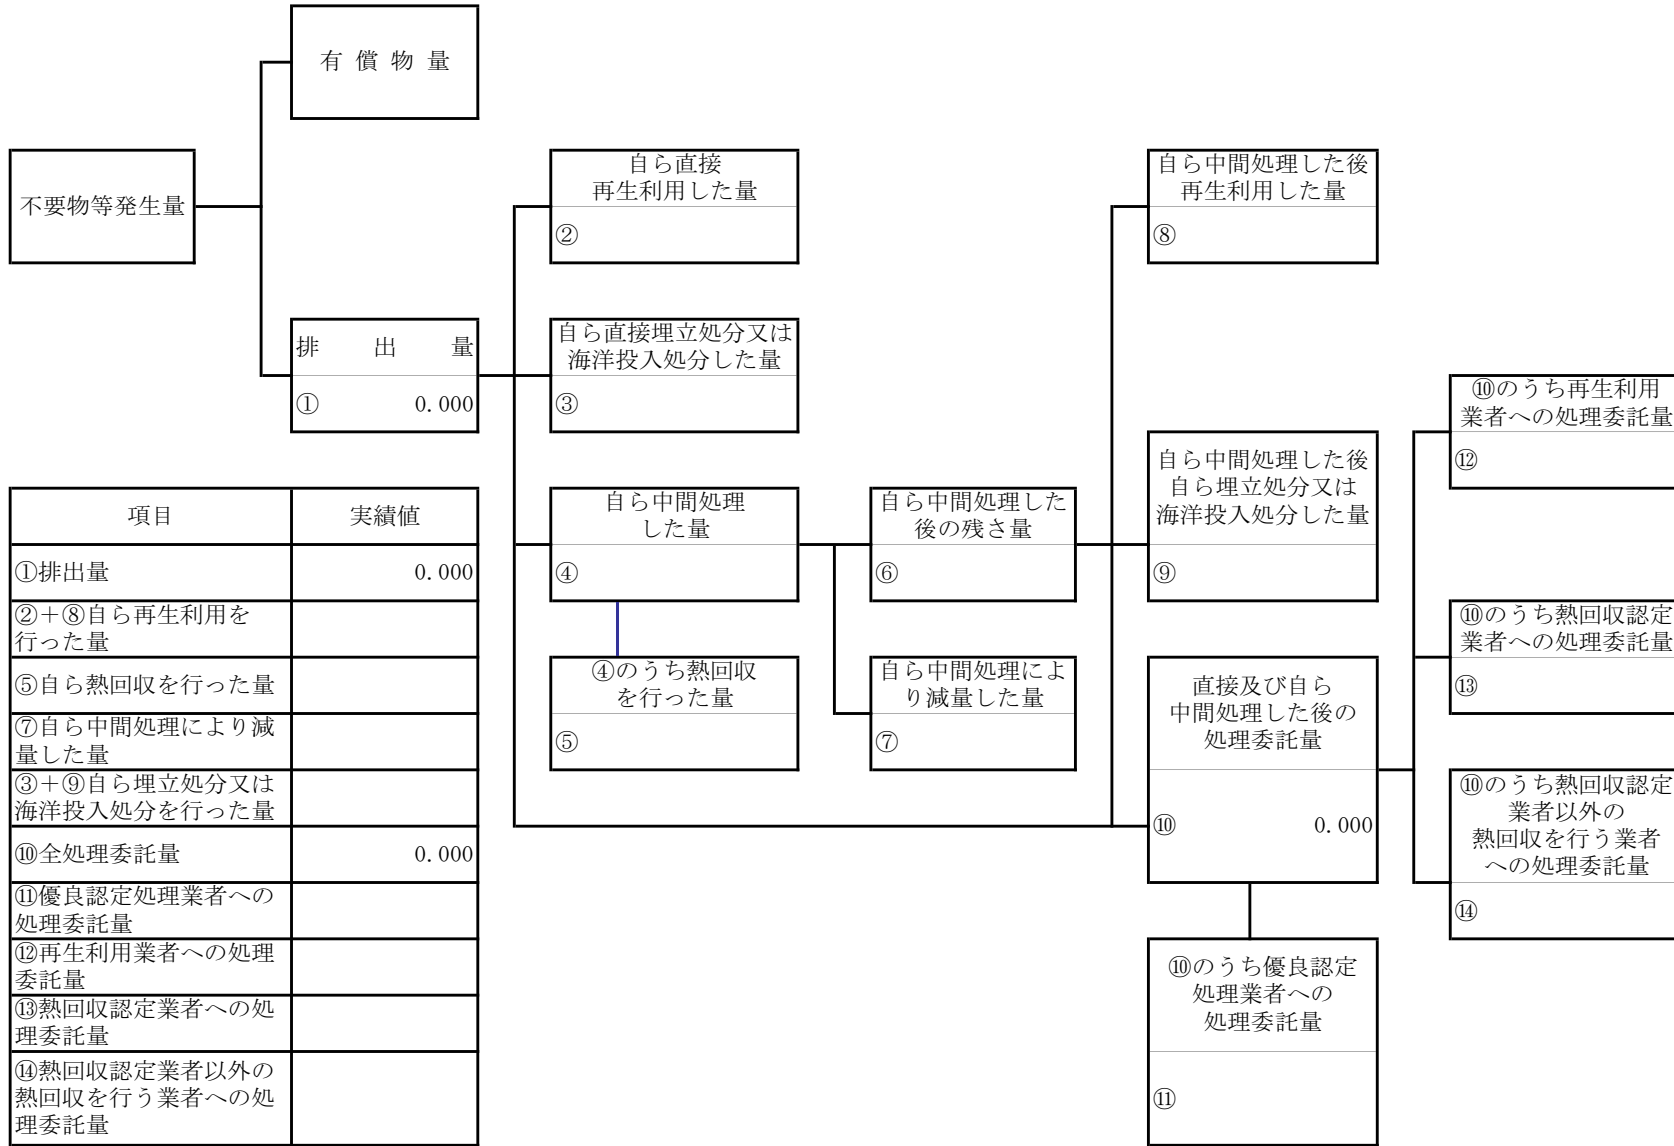 有償物量
不要物等発生量
排出量
① 0.000
自ら直接
再生利用した量
②
自ら直接埋立処分又は
海洋投入処分した量
③
自ら中間処理
した量
④
④のうち熱回収
を行った量
⑤
自ら中間処理した
後の残さ量
⑥
自ら中間処理によ
り減量した量
⑦
自ら中間処理した後
再生利用した量
⑧
自ら中間処理した後
自ら埋立処分又は
海洋投入処分した量
⑨
直接及び自ら
中間処理した後の
処理委託量
⑩ 0.000
⑩のうち優良認定
処理業者への
処理委託量
⑪
⑩のうち再生利用
業者への処理委託量
⑫
⑩のうち熱回収認定
業者への処理委託量
⑬
⑩のうち熱回収認定
業者以外の
熱回収を行う業者
への処理委託量
⑭
項目 実績値
①排出量 0.000
②+⑧自ら再生利用を
行った量
⑤自ら熱回収を行った量
⑦自ら中間処理により減
量した量
③+⑨自ら埋立処分又は
海洋投入処分を行った量
⑩全処理委託量 0.000
⑪優良認定処理業者への
処理委託量
⑫再生利用業者への処理
委託量
⑬熱回収認定業者への処
理委託量
⑭熱回収認定業者以外の
熱回収を行う業者への処
理委託量